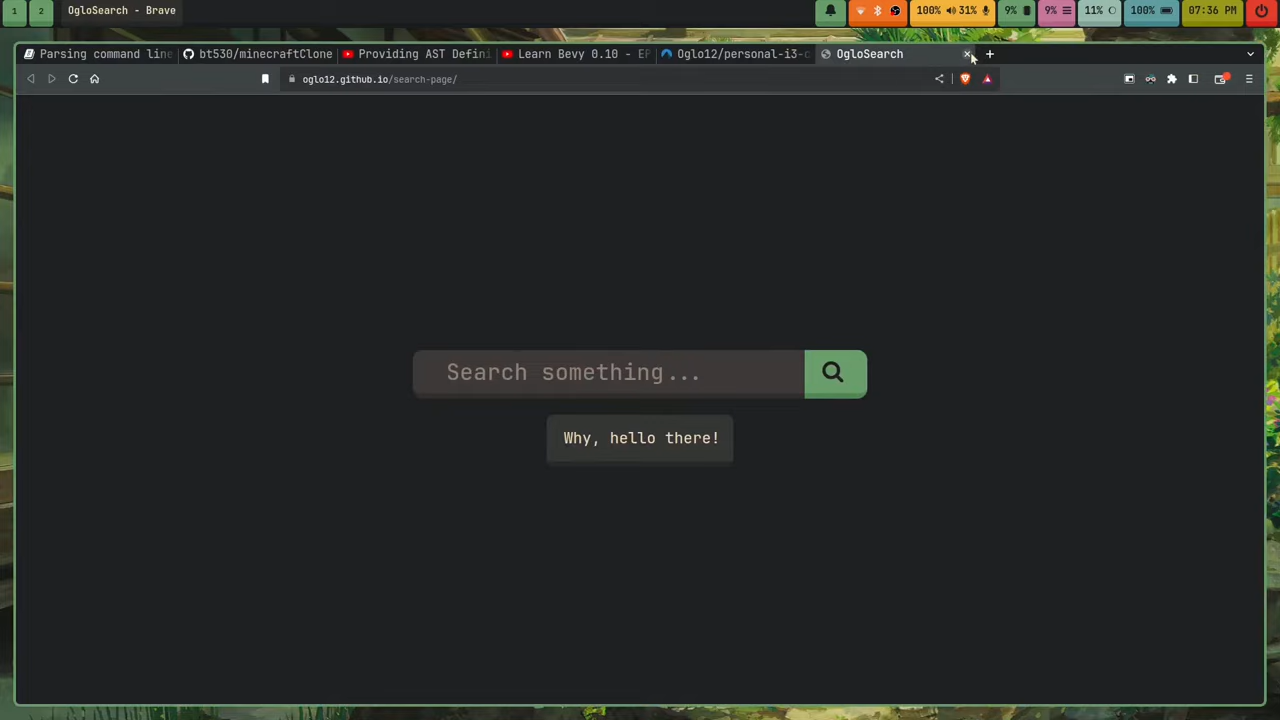 1 2 OgloSearch - Brave 100% 31% 9% 9% 11% 100% 07:36 PM
Parsing command line bt530/minecraftClone Providing AST Defini Learn Bevy 0.10 - EP Oglo12/personal-i3-c OgloSearch
oglo12.github.io/search-page/
Search something...
Why, hello there!